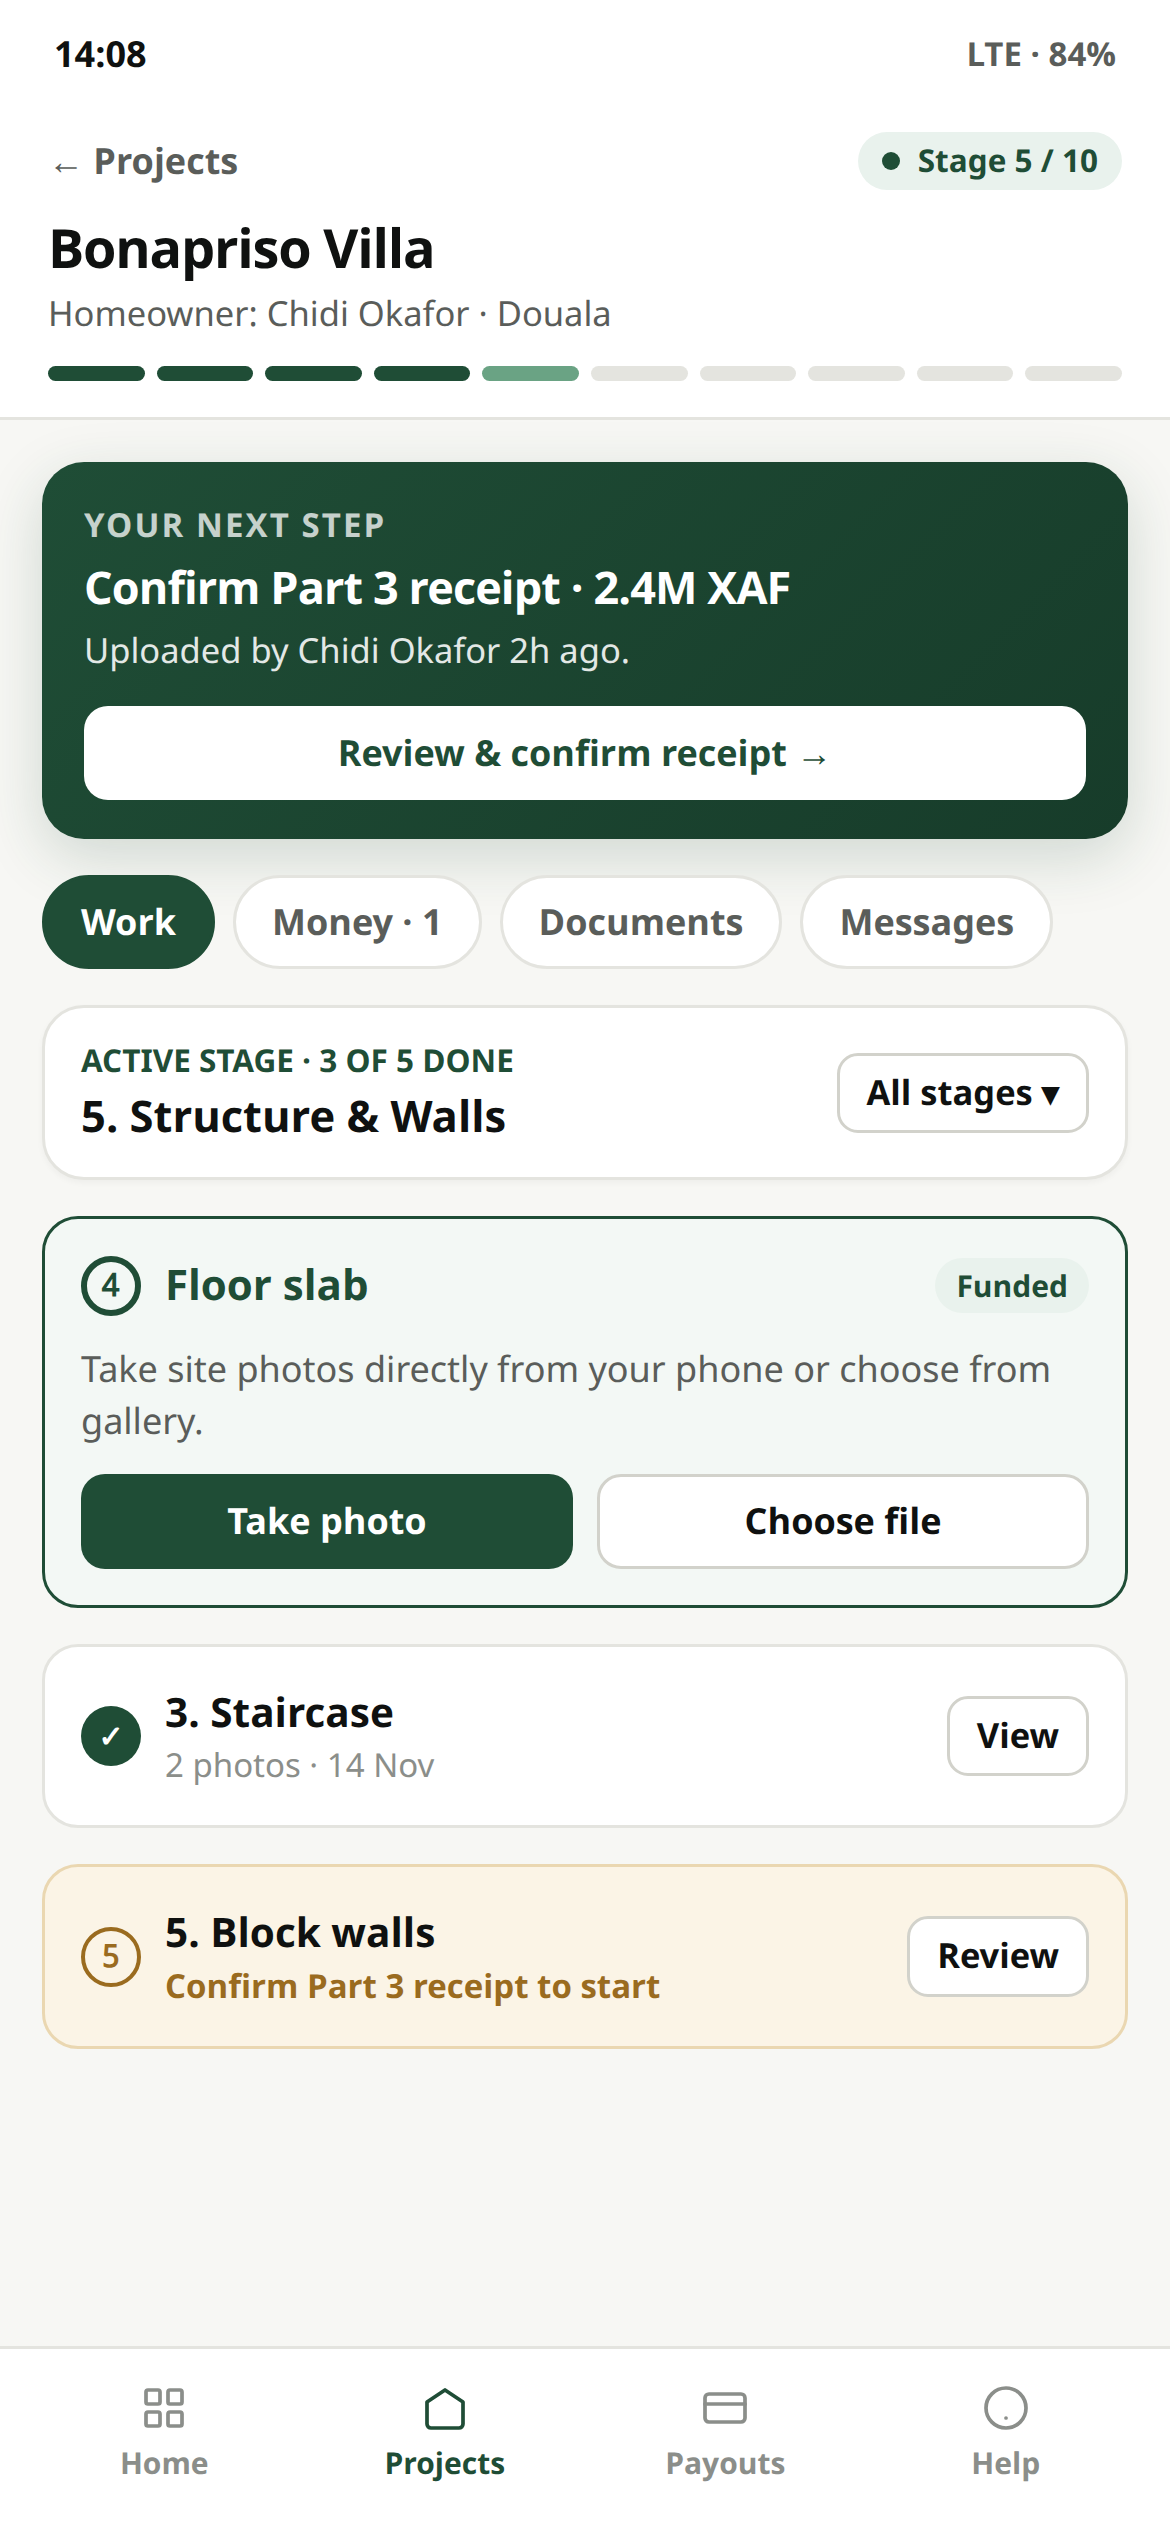 14:08
LTE · 84%
← Projects
Stage 5 / 10
Bonapriso Villa
Homeowner: Chidi Okafor · Douala
YOUR NEXT STEP
Confirm Part 3 receipt · 2.4M XAF
Uploaded by Chidi Okafor 2h ago.
Review & confirm receipt →
Work
Money · 1
Documents
Messages
ACTIVE STAGE · 3 OF 5 DONE
5. Structure & Walls
All stages ▾
4
Floor slab
Funded
Take site photos directly from your phone or choose from
gallery.
Take photo
Choose file
✓
3. Staircase
2 photos · 14 Nov
View
5
5. Block walls
Confirm Part 3 receipt to start
Review
Home
Projects
Payouts
Help